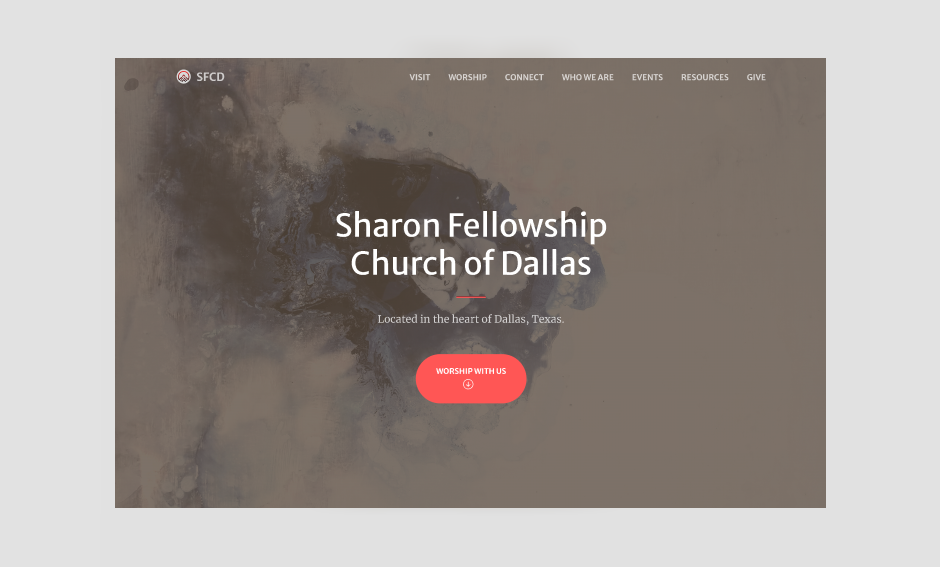 SFCD
VISIT WORSHIP CONNECT WHO WE ARE EVENTS RESOURCES GIVE
Sharon Fellowship
Church of Dallas
Located in the heart of Dallas, Texas.
WORSHIP WITH US